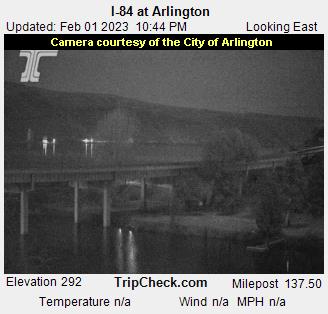 I-84 at Arlington
Updated: Feb 01 2023 10:44 PM Looking East
Camera courtesy of the City of Arlington
Elevation 292 TripCheck.com Milepost 137.50
Temperature n/a Wind n/a MPH n/a